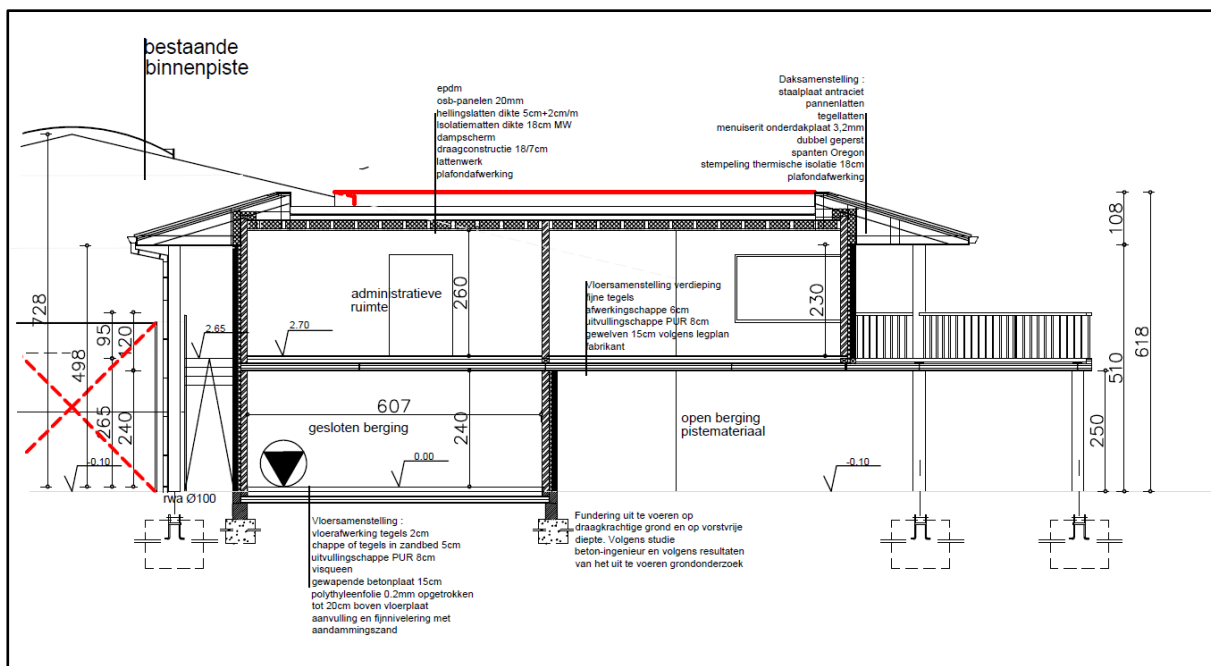 bestaande
binnenpiste
epdm
osb-panelen 20mm
hellingslatten dikte 5cm+2cm/m
Isolatiematten dikte 18cm MW
dampscherm
draagconstructie 18/7cm
lattenwerk
plafondafwerking
Daksamenstelling :
staalplaat antraciet
pannenlatten
tegellatten
menuiserit onderdakplaat 3,2mm
dubbel geperst
spanten Oregon
stempeling thermische isolatie 18cm
plafondafwerking
108
728
498
95
120
265
240
2.65
2.70
administratieve
ruimte
260
Vloersamenstelling verdieping
fijne tegels
afwerkingschappe 6cm
uitvullingschappe PUR 8cm
gewelven 15cm volgens legplan
fabrikant
230
618
510
250
607
gesloten berging
240
open berging
pistemateriaal
-0.10
0.00
-0.10
rwa Ø100
Vloersamenstelling :
vloerafwerking tegels 2cm
chappe of tegels in zandbed 5cm
uitvullingschappe PUR 8cm
visqueen
gewapende betonplaat 15cm
polythyleenfolie 0.2mm opgetrokken
tot 20cm boven vloerplaat
aanvulling en fijnnivelering met
aandammingszand
Fundering uit te voeren op
draagkrachtige grond en op vorstvrije
diepte. Volgens studie
beton-ingenieur en volgens resultaten
van het uit te voeren grondonderzoek